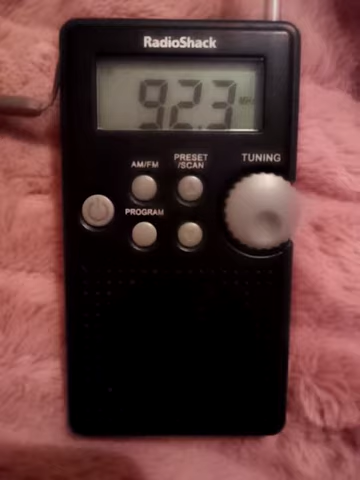 RadioShack
92.3
AM/FM
PRESET
/SCAN
TUNING
PROGRAM